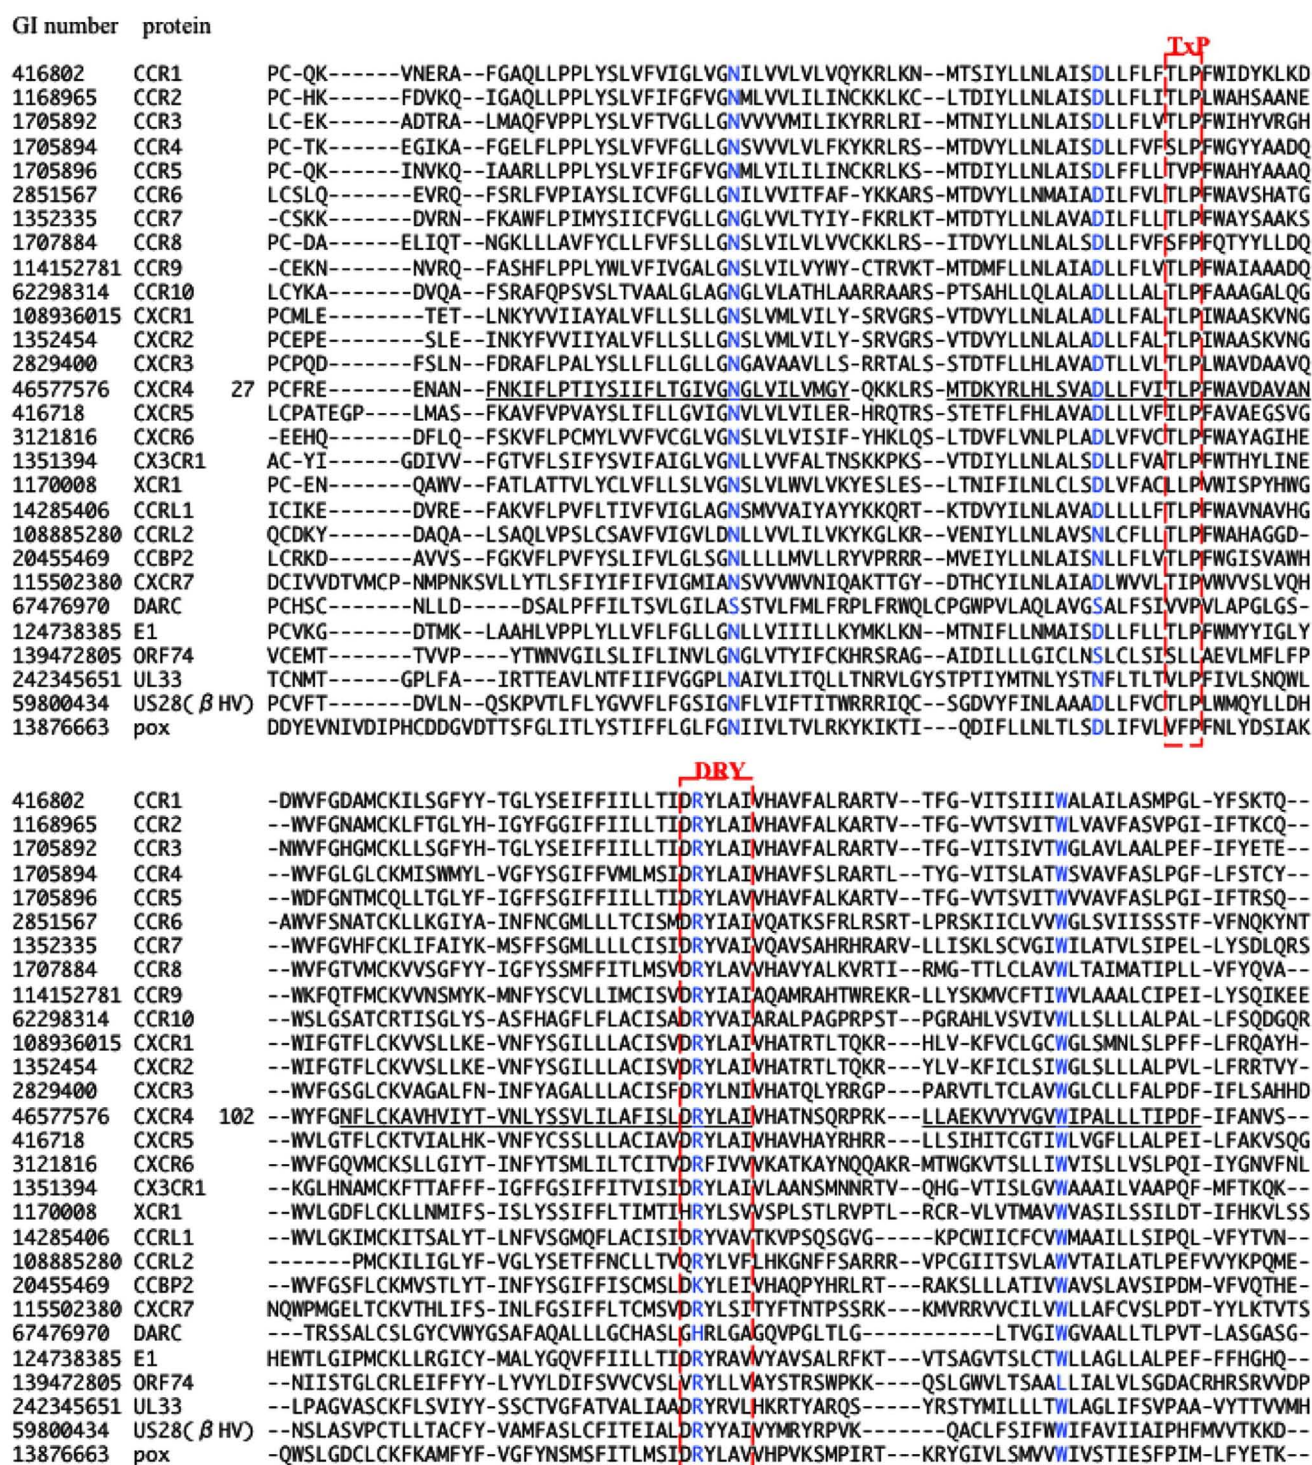 GI number protein
TxP
416802 CCR1 PC-QK------VNERA--FGAQLLPPLYSLVFVIGLVGNILVVLVLVQYKRLKN--MTSIYLLNLAISDLLFLFTLPFWIDYKLKD
1168965 CCR2 PC-HK------FDVKQ--IGAQLLPPLYSLVFIFGFVGNMLVVLILINCKKLKC--LTDIYLLNLAISDLLFLITLPLWAHSAANE
1705892 CCR3 LC-EK------ADTRA--LMAQFVPPLYSLVFTVGLLGNVVVVMILIKYRRLRI--MTNIYLLNLAISDLLFLVTLPFWIHYVRGH
1705894 CCR4 PC-TK------EGIKA--FGELFLPPLYSLVFVFGLLGNSVVVLVLFKYKRLRS--MTDVYLLNLAISDLLFVFSLPFWGYYAADQ
1705896 CCR5 PC-QK------INVKQ--IAARLLPPLYSLVFIFGFVGNMLVILILINCKRLKS--MTDIYLLNLAISDLFFLLTVPFWAHYAAAQ
2851567 CCR6 LCSLQ-------EVRQ--FSRLFVPIAYSLICVFGLLGNILVVITFAF-YKKARS-MTDVYLLNMAIADILFVLTLPFWAVSHATG
1352335 CCR7 -CSKK-------DVRN--FKAWFLPIMYSIICFVGLLGNGLVVLTYIY-FKRLKT-MTDTYLLNLAVADILFLLTLPFWAYSAAKS
1707884 CCR8 PC-DA------ELIQT--NGKLLLAVFYCLLFVFSLLGNSLVILVLVVCKKLRS--ITDVYLLNLALSDLLFVFSFPFQTYYLLDQ
114152781 CCR9 -CEKN-------NVRQ--FASHFLPPLYWLVFIVGALGNSLVILVYWY-CTRVKT-MTDMFLLNLAIADLLFLVTLPFWAIAAADQ
62298314 CCR10 LCYKA-------DVQA--FSRAFQPSVSLTVAALGLAGNGLVLATHLAARRAARS-PTSAHLLQLALADLLLALTLPFAAAGALQG
108936015 CXCR1 PCMLE--------TET--LNKYVVIIAYALVFLLSLLGNSLVMLVILY-SRVGRS-VTDVYLLNLALADLLFALTLPIWAASKVNG
1352454 CXCR2 PCEPE--------SLE--INKYFVVIIYALVFLLSLLGNSLVMLVILY-SRVGRS-VTDVYLLNLALADLLFALTLPIWAASKVNG
2829400 CXCR3 PCPQD-------FSLN--FDRAFLPALYSLLFLLGLLGNGAVAAVLLS-RRTALS-STDTFLLHLAVADTLLVLTLPLWAVDAAVQ
46577576 CXCR4 27 PCFRE-------ENAN--FNKIFLPTIYSIIFLTGIVGNGLVILVMGY-QKKLRS-MTDKYRLHLSVADLLFVITLPFWAVDAVAN
416718 CXCR5 LCPATEGP----LMAS--FKAVFVPVAYSLIFLLGVIGNVLVLVILER-HRQTRS-STETFLFHLAVADLLLVFILPFAVAEGSVG
3121816 CXCR6 -EEHQ-------DFLQ--FSKVFLPCMYLVVFVCGLVGNSLVLVISIF-YHKLQS-LTDVFLVNLPLADLVFVCTLPFWAYAGIHE
1351394 CX3CR1 AC-YI------GDIVV--FGTVFLSIFYSVIFAIGLVGNLLVVFALTNSKKPKS--VTDIYLLNLALSDLLFVATLPFWTHYLINE
1170008 XCR1 PC-EN------QAWV--FATLATTVLYCLVFLLSLVGNSLVLWVLVKYESLES--LTNIFILNLCLSDLVFACLLPVWISPYHWG
14285406 CCRL1 ICIKE-------DVRE--FAKVFLPVFLTIVFVIGLAGNSMVVAIYAYYKKQRT--KTDVYILNLAVADLLLLFTLPFWAVNAVHG
108885280 CCRL2 QCDKY-------DAQA--LSAQLVPSLCSAVFVIGVLDNLLVVLILVKYKGLKR--VENIYLLNLAVSNLCFLLTLPFWAHAGGD-
20455469 CCBP2 LCRKD-------AVVS--FGKVFLPVFYSLIFVLGLSGNLLLLMVLLRYVPRRR--MVEIYLLNLAISNLLFLVTLPFWGISVAWH
115502380 CXCR7 DCIVVDTVMCP-NMPNKSVLLYTLSFIYIFIFVIGMIANSVVVWVNIQAKTTGY--DTHCYILNLAIADLWVVLTIPVWVVSLVQH
67476970 DARC PCHSC-------NLLD-----DSALPFFILTSVLGILASSTVLFMLFRPLFRWQLCPGWPVLAQLAVGSALFSIVVPVLAPGLGS-
124738385 E1 PCVKG-------DTMK--LAAHLVPPLYLLVFLFGLLGNLLVVIIILLKYMKLKN--MTNIFLLNMAISDLLFLLTLPFWMYYIGLY
139472805 ORF74 VCEMT-------TVVP----YTWNVGILSLIFLINVLGNGLVTYIFCKHRSRAG--AIDILLLGICLNSLCLSISLLAEVLMFLFP
242345651 UL33 TCNMT------GPLFA--IRTTEAVLNTFIIFVGGPLNAIVLITQLLTNRVLGYSTPTIYMTNLYSTNFLTLTVLPFIVLSNQWL
59800434 US28(βHV) PCVFT-------DVLN--QSKPVTLFLYGVVFLFGSIGNFLVIFTITWRRRIQC--SGDVYFINLAAADLLFVCTLPLWMQYLLDH
13876663 pox DDYEVNIVDIPHCDDGVDTTSFGLITLYSTIFFLGLFGNIIVLTVLRKYKIKTI---QDIFLLNLTLSDLIFVLVFPFNLYDSIAK
DRY
416802 CCR1 -DWVFGDAMCKILSGFYY-TGLYSEIFFIILLTIDRYLAIVHAVFALRARTV--TFG-VITSIIIWALAILASMPGL-YFSKTQ--
1168965 CCR2 --WVFGNAMCKLFTGLYH-IGYFGGIFFIILLTIDRYLAIVHAVFALKARTV--TFG-VVTSVITWLVAVFASVPGI-IFTKCQ--
1705892 CCR3 -NWVFGHGMCKLLSGFYH-TGLYSEIFFIILLTIDRYLAIVHAVFALRARTV--TFG-VITSIVTWGLAVLAALPEF-IFYETE--
1705894 CCR4 --WVFGLGLCKMISWMYL-VGFYSGIFFVMLMSIDRYLAIVHAVFSLRARTL--TYG-VITSLATWSVAVFASLPGF-LFSTCY--
1705896 CCR5 --WDFGNTMCQLLTGLYF-IGFFSGIFFIILLTIDRYLAVVHAVFALKARTV--TFG-VVTSVITWVVAVFASLPGI-IFTRSQ--
2851567 CCR6 -AWVFSNATCKLLKGIYA-INFNCGMLLLTCISMDRYIAIVQATKSFRLRSRT-LPRSKIICLVVWGLSVIISSSTF-VFNQKYNT
1352335 CCR7 --WVFGVHFCKLIFAIYK-MSFFSGMLLLLCISIDRYVAIVQAVSAHRHRARV-LLISKLSCVGIWILATVLSIPEL-LYSDLQRS
1707884 CCR8 --WVFGTVMCKVVSGFYY-IGFYSSMFFITLMSVDRYLAVVHAVYALKVRTI--RMG-TTLCLAVWLTAIMATIPLL-VFYQVA--
114152781 CCR9 --WKFQTFMCKVVNSMYK-MNFYSCVLLIMCISVDRYIAIAQAMRAHTWREKR-LLYSKMVCFTIWVLAAALCIPEI-LYSQIKEE
62298314 CCR10 --WSLGSATCRTISGLYS-ASFHAGFLFLACISADRYVAIARALPAGPRPST--PGRAHLVSVIVWLLSLLLALPAL-LFSQDGQR
108936015 CXCR1 --WIFGTFLCKVVSLLKE-VNFYSGILLLACISVDRYLAIVHATRTLTQKR---HLV-KFVCLGCWGLSMNLSLPFF-LFRQAYH-
1352454 CXCR2 --WIFGTFLCKVVSLLKE-VNFYSGILLLACISVDRYLAIVHATRTLTQKR---YLV-KFICLSIWGLSLLLALPVL-LFRRTVY-
2829400 CXCR3 --WVFGSGLCKVAGALFN-INFYAGALLLACISFDRYLNIVHATQLYRRGP---PARVTLTCLAVWGLCLLFALPDF-IFLSAHHD
46577576 CXCR4 102 --WYFGNFLCKAVHVIYT-VNLYSSVLILAFISLDRYLAIVHATNSQRPRK---LLAEKVVYVGVWIPALLLTIPDF-IFANVS--
416718 CXCR5 --WVLGTFLCKTVIALHK-VNFYCSSLLLACIAVDRYLAIVHAVHAYRHRR---LLSIHITCGTIWLVGFLLALPEI-LFAKVSQG
3121816 CXCR6 --WVFGQVMCKSLLGIYT-INFYTSMLILTCITVDRFIVVVKATKAYNQQAKR-MTWGKVTSLLIWVISLLVSLPQI-IYGNVFNL
1351394 CX3CR1 --KGLHNAMCKFTTAFFF-IGFFGSIFFITVISIDRYLAIVLAANSMNNRTV--QHG-VTISLGVWAAAILVAAPQF-MFTKQK--
1170008 XCR1 --WVLGDFLCKLLNMIFS-ISLYSSIFFLTIMTIHRYLSVVSPLSTLRVPTL--RCR-VLVTMAVWVASILSSILDT-IFHKVLSS
14285406 CCRL1 --WVLGKIMCKITSALYT-LNFVSGMQFLACISIDRYVAVTKVPSQSGVG----KPCWIICFCVWMAAILLSIPQL-VFYTVN--
108885280 CCRL2 -------PMCKILIGLYF-VGLYSETFFNCLLTVQRYLVFLHKGNFFSARRR--VPCGIITSVLAWVTAILATLPEFVVYKPQME-
20455469 CCBP2 --WVFGSFLCKMVSTLYT-INFYSGIFFISCMSLDKYLEIVHAQPYHRLRT---RAKSLLLATIVWAVSLAVSIPDM-VFVQTHE-
115502380 CXCR7 NQWPMGELTCKVTHLIFS-INLFGSIFFLTCMSVDRYLSITYFTNTPSSRK---KMVRRVVCILVWLLAFCVSLPDT-YYLKTVTS
67476970 DARC ---TRSSALCSLGYCVWYGSAFAQALLLGCHASLGHRLGAGQVPGLTLG-----------LTVGIWGVAALLTLPVT-LASGASG-
124738385 E1 HEWTLGIPMCKLLRGICY-MALYGQVFFIILLTIDRYRAVVYAVSALRFKT---VTSAGVTSLCTWLLAGLLALPEF-FFHGHQ--
139472805 ORF74 --NIISTGLCRLEIFFYY-LYVYLDIFSVVCVSLVRYLLVAYSTRSWPKK----QSLGWVLTSAALLIALVLSGDACRHRSRVVDP
242345651 UL33 --LPAGVASCKFLSVIYY-SSCTVGFATVALIAADRYRVLHKRTYARQS-----YRSTYMILLLTWLAGLIFSVPAA-VYTTVVMH
59800434 US28(βHV) --NSLASVPCTLLTACFY-VAMFASLCFITEIALDRYYAIVYMRYRPVK------QACLFSIFWWIFAVIIAIPHFMVVTKKD--
13876663 pox -QWSLGDCLCKFKAMFYF-VGFYNSMSFITLMSIDRYLAVVHPVKSMPIRT---KRYGIVLSMVVWIVSTIESFPIM-LFYETK--